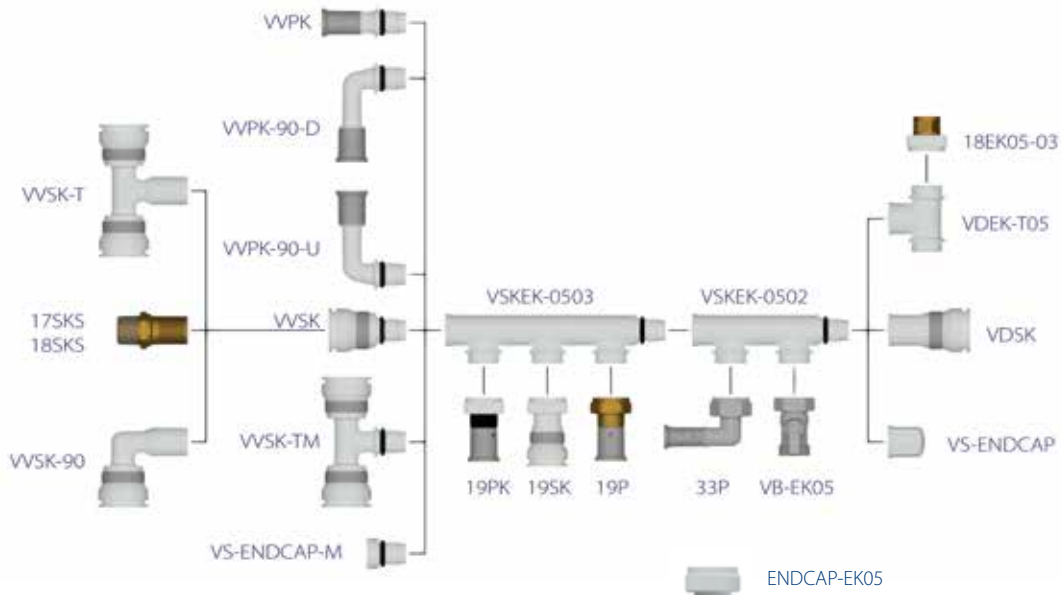 VVPK
VVPK-90-D
18EK05-03
VVSK-T
VDEK-T05
VVPK-90-U
VSKEK-0503
VSKEK-0502
17SKS
18SKS
VVSK
VDSK
VVSK-90
VVSK-TM
VS-ENDCAP
19PK
19SK
19P
33P
VB-EK05
VS-ENDCAP-M
ENDCAP-EK05